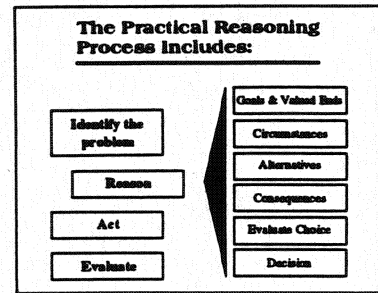 The Practical Reasoning
Process Includes:
Identify the
problem
Reason
Act
Evaluate
Goals & Valued Ends
Circumstances
Alternatives
Consequences
Evaluate Choice
Decision